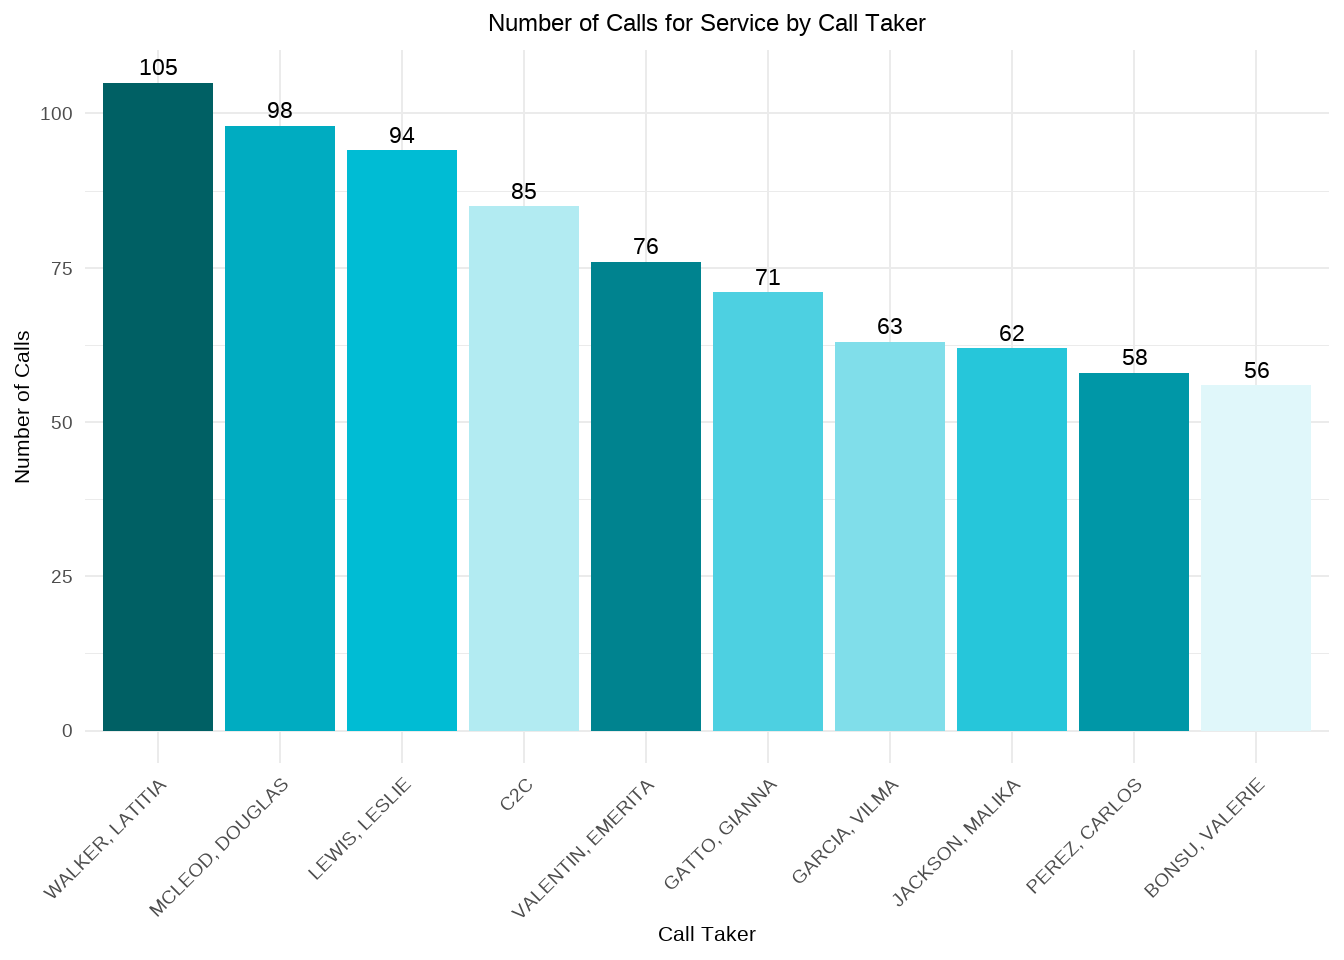 Number of Calls for Service by Call Taker
Number of Calls
100
75
50
25
0
105
98
94
85
76
71
63
62
58
56
WALKER, LATITIA
MCLEOD, DOUGLAS
LEWIS, LESLIE
C2C
VALENTIN, EMERITA
GATTO, GIANNA
GARCIA, VILMA
JACKSON, MALIKA
PEREZ, CARLOS
BONSU, VALERIE
Call Taker